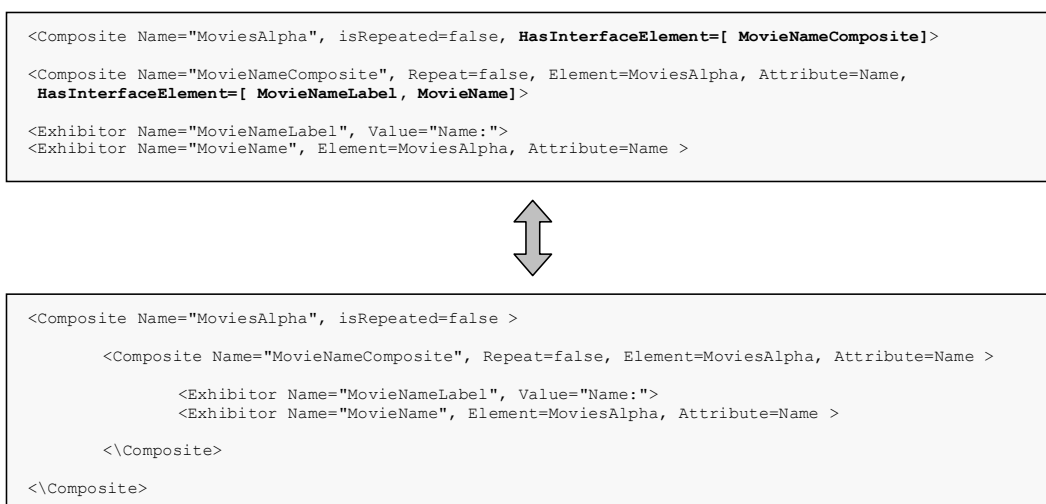 <Composite Name="MoviesAlpha", isRepeated=false, HasInterfaceElement=[ MovieNameComposite]>
<Composite Name="MovieNameComposite", Repeat=false, Element=MoviesAlpha, Attribute=Name,
HasInterfaceElement=[ MovieNameLabel, MovieName]>
<Exhibitor Name="MovieNameLabel", Value="Name:">
<Exhibitor Name="MovieName", Element=MoviesAlpha, Attribute=Name >
<Composite Name="MoviesAlpha", isRepeated=false >
<Composite Name="MovieNameComposite", Repeat=false, Element=MoviesAlpha, Attribute=Name >
<Exhibitor Name="MovieNameLabel", Value="Name:">
<Exhibitor Name="MovieName", Element=MoviesAlpha, Attribute=Name >
<\Composite>
<\Composite>